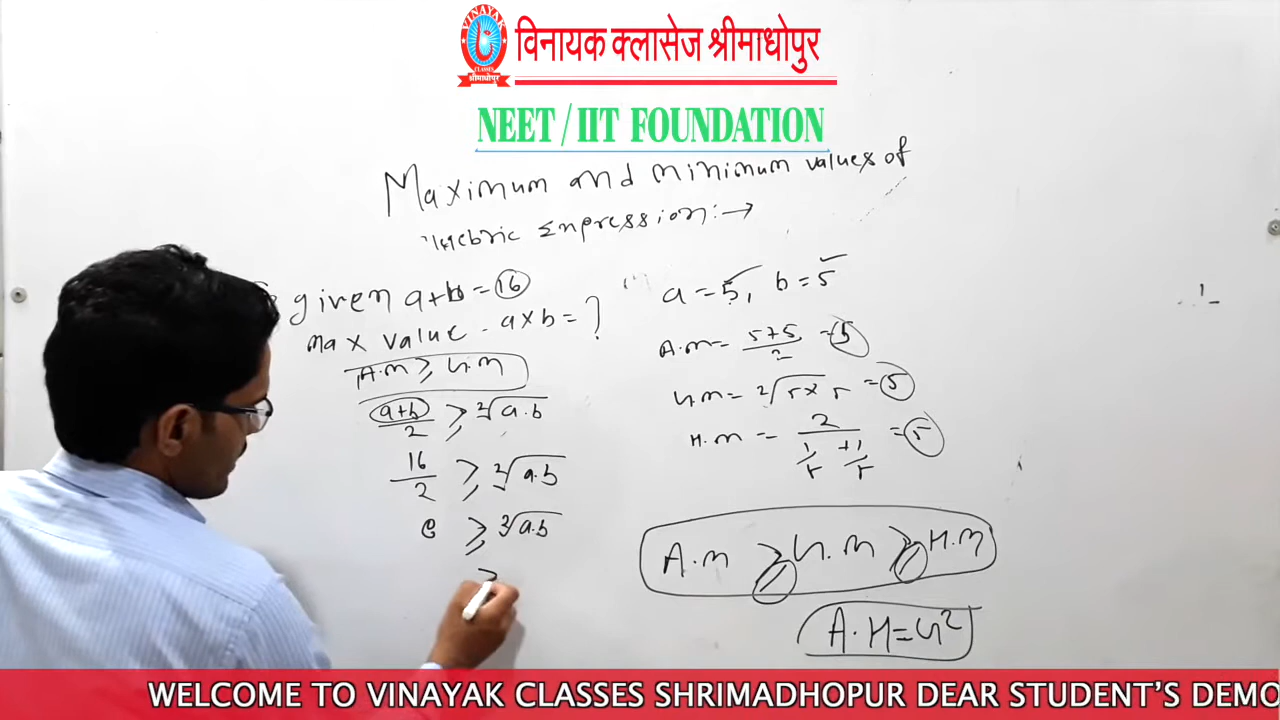 VINAYAK
CLASSES
श्रीमाधोपुर
विनायक क्लासेज श्रीमाधोपुर
NEET / IIT FOUNDATION
Maximum and minimum values of
Expression:→
given a+b=16
max value - a×b=?
A.M ≥ G.M
(a+b)/2 ≥ 2√a.b
16/2 ≥ 2√a.b
8 ≥ 2√a.b
a=5, b=5
A.M= 5+5/2 =5
G.M= 2√5×5 =5
H.M = 2/(1/5+1/5) =5
A.M ≥ G.M ≥ H.M
A.H=G²
WELCOME TO VINAYAK CLASSES SHRIMADHOPUR DEAR STUDENT'S DEMO